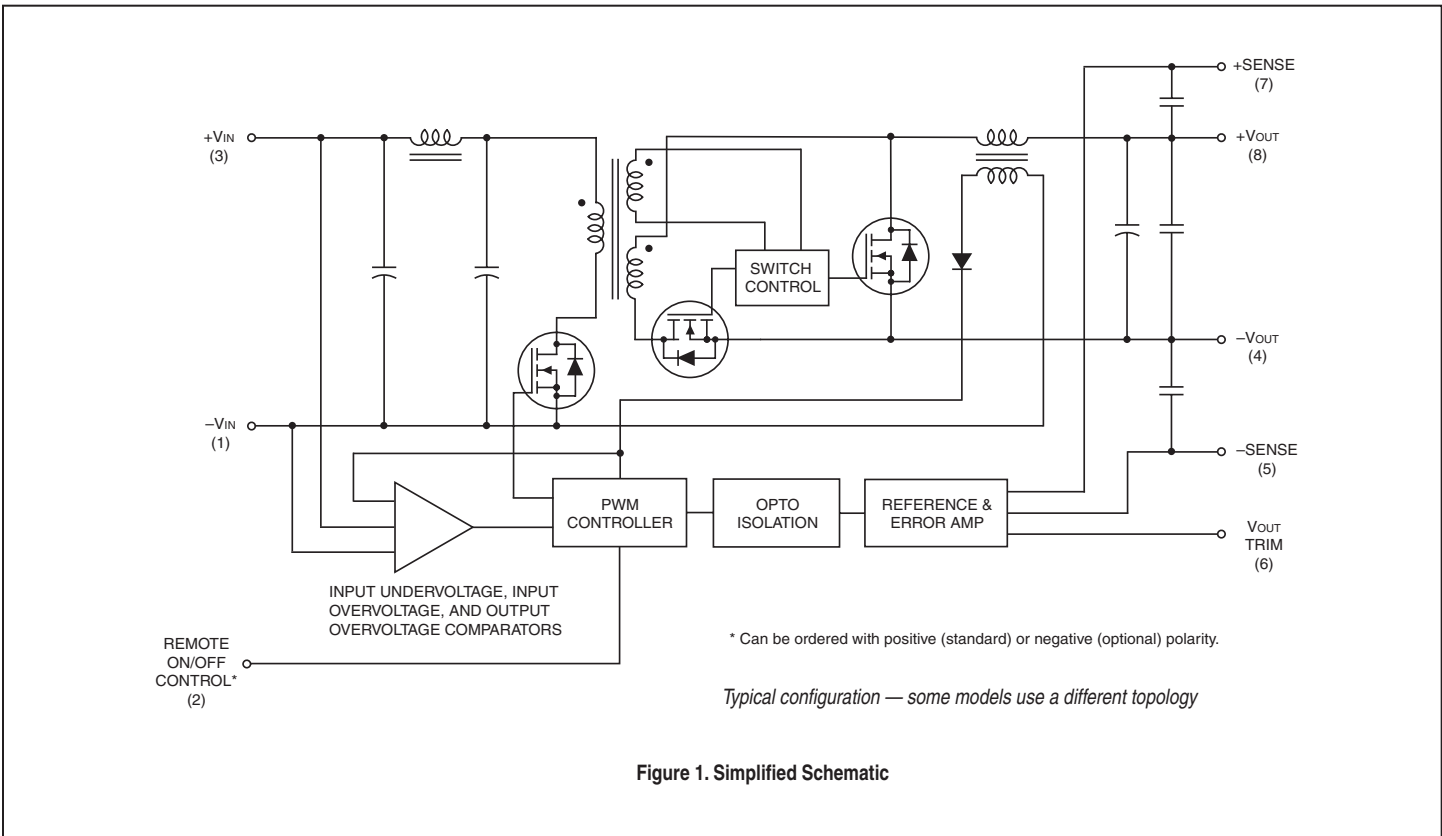 +SENSE
(7)
+VIN
(3)
+VOUT
(8)
SWITCH
CONTROL
–VOUT
(4)
–VIN
(1)
–SENSE
(5)
PWM
CONTROLLER
OPTO
ISOLATION
REFERENCE &
ERROR AMP
VOUT
TRIM
(6)
INPUT UNDERVOLTAGE, INPUT
OVERVOLTAGE, AND OUTPUT
OVERVOLTAGE COMPARATORS
REMOTE
ON/OFF
CONTROL*
(2)
* Can be ordered with positive (standard) or negative (optional) polarity.
Typical configuration — some models use a different topology
Figure 1. Simplified Schematic